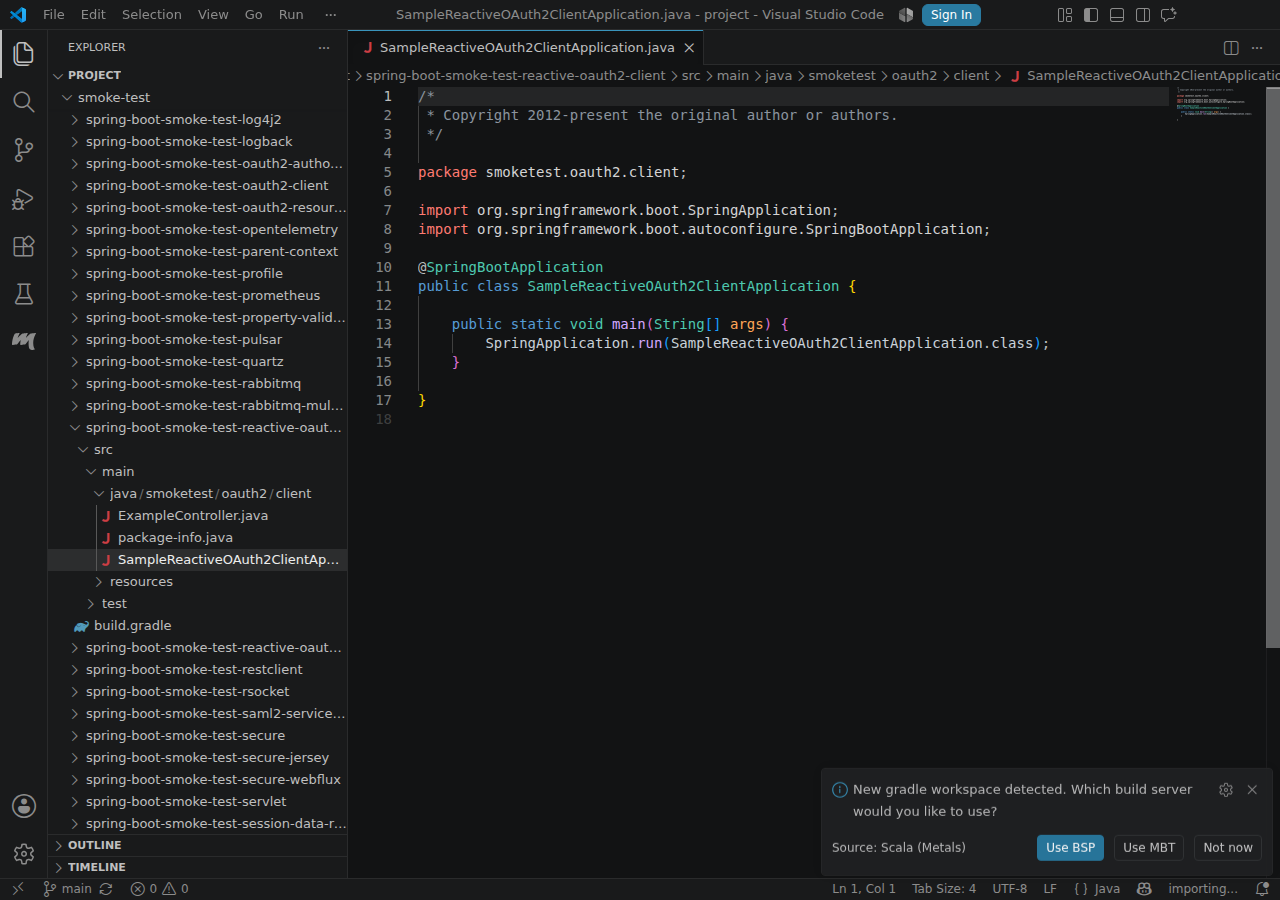 File Edit Selection View Go Run ··· SampleReactiveOAuth2ClientApplication.java - project - Visual Studio Code Sign In
EXPLORER
PROJECT
smoke-test
spring-boot-smoke-test-log4j2
spring-boot-smoke-test-logback
spring-boot-smoke-test-oauth2-autho...
spring-boot-smoke-test-oauth2-client
spring-boot-smoke-test-oauth2-resour...
spring-boot-smoke-test-opentelemetry
spring-boot-smoke-test-parent-context
spring-boot-smoke-test-profile
spring-boot-smoke-test-prometheus
spring-boot-smoke-test-property-valid...
spring-boot-smoke-test-pulsar
spring-boot-smoke-test-quartz
spring-boot-smoke-test-rabbitmq
spring-boot-smoke-test-rabbitmq-mul...
spring-boot-smoke-test-reactive-oaut...
src
main
java/smoketest/oauth2/client
ExampleController.java
package-info.java
SampleReactiveOAuth2ClientAp...
resources
test
build.gradle
spring-boot-smoke-test-reactive-oaut...
spring-boot-smoke-test-restclient
spring-boot-smoke-test-rsocket
spring-boot-smoke-test-saml2-service...
spring-boot-smoke-test-secure
spring-boot-smoke-test-secure-jersey
spring-boot-smoke-test-secure-webflux
spring-boot-smoke-test-servlet
spring-boot-smoke-test-session-data-r...
OUTLINE
TIMELINE
SampleReactiveOAuth2ClientApplication.java
spring-boot-smoke-test-reactive-oauth2-client > src > main > java > smoketest > oauth2 > client > SampleReactiveOAuth2ClientApplicatio
1 /*
2 * Copyright 2012-present the original author or authors.
3 */
4
5 package smoketest.oauth2.client;
6
7 import org.springframework.boot.SpringApplication;
8 import org.springframework.boot.autoconfigure.SpringBootApplication;
9
10 @SpringBootApplication
11 public class SampleReactiveOAuth2ClientApplication {
12
13 public static void main(String[] args) {
14 SpringApplication.run(SampleReactiveOAuth2ClientApplication.class);
15 }
16
17 }
18
New gradle workspace detected. Which build server
would you like to use?
Source: Scala (Metals) Use BSP Use MBT Not now
main 0 0 Ln 1, Col 1 Tab Size: 4 UTF-8 LF {} Java importing...